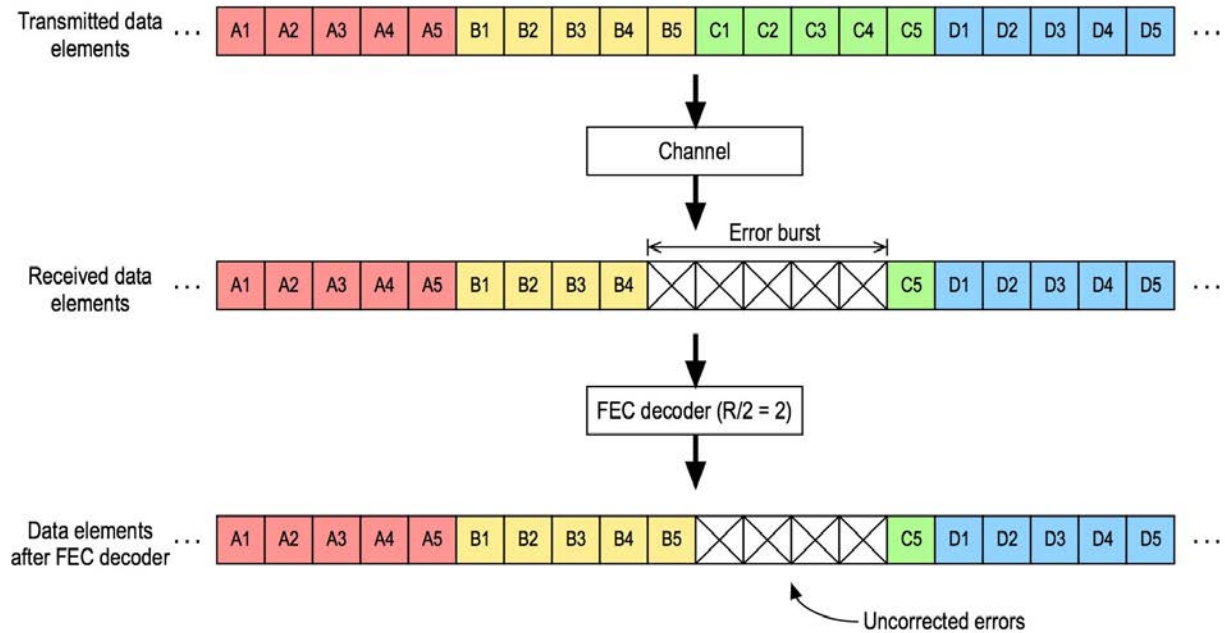 Transmitted data
elements
... A1 A2 A3 A4 A5 B1 B2 B3 B4 B5 C1 C2 C3 C4 C5 D1 D2 D3 D4 D5 ...
Channel
Error burst
Received data
elements
... A1 A2 A3 A4 A5 B1 B2 B3 B4 C5 D1 D2 D3 D4 D5 ...
FEC decoder (R/2 = 2)
Data elements
after FEC decoder
... A1 A2 A3 A4 A5 B1 B2 B3 B4 B5 C5 D1 D2 D3 D4 D5 ...
Uncorrected errors